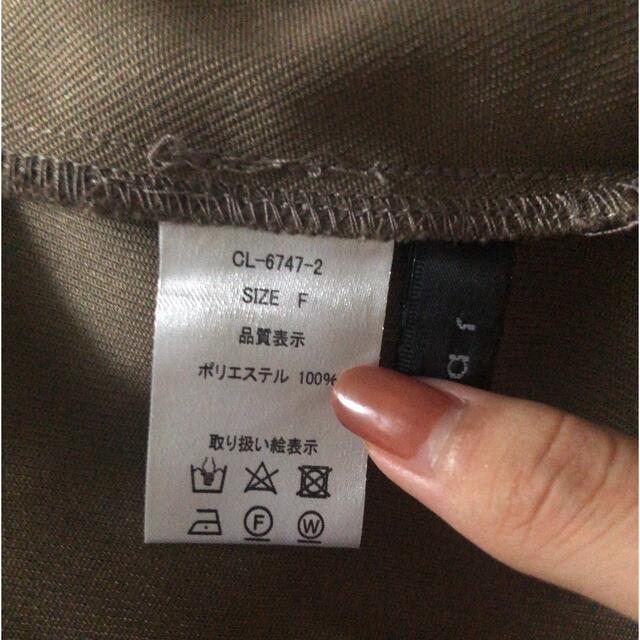 CL-6747-2
SIZE F
品質表示
ポリエステル 100%
取り扱い絵表示
F
W